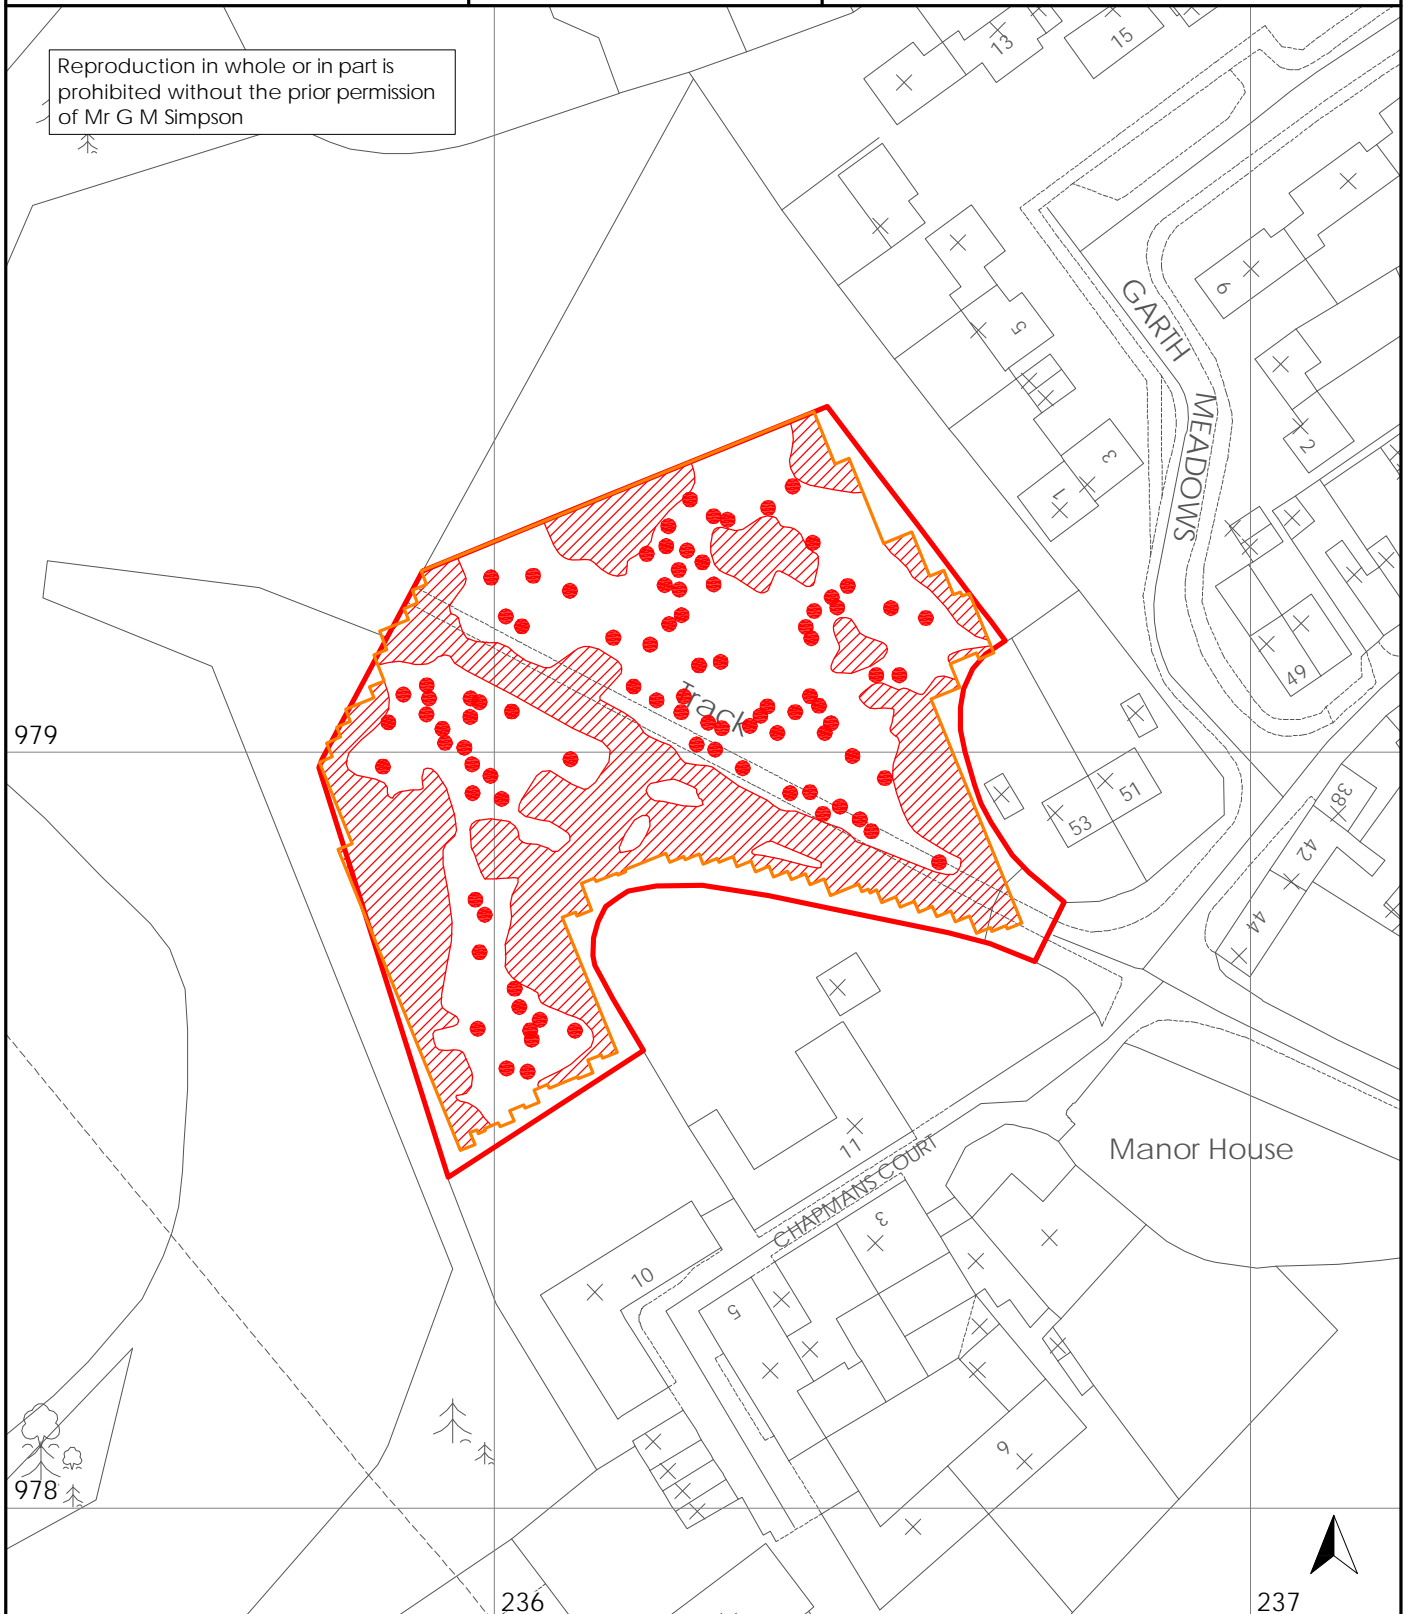 Reproduction in whole or in part is
prohibited without the prior permission
of Mr G M Simpson
13
15
6
5
GARTH
MEADOWS
2
3
1
49
Track
979
51
53
38
42
44
11
Manor House
CHAPMANS COURT
3
10
5
9
978
236
237